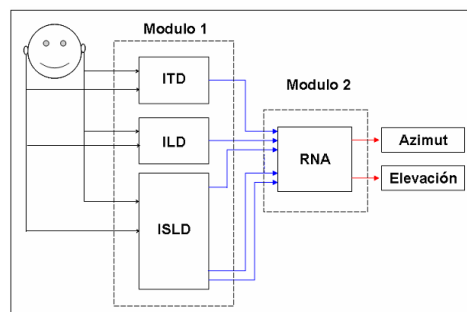 Modulo 1
ITD
ILD
ISLD
Modulo 2
RNA
Azimut
Elevación